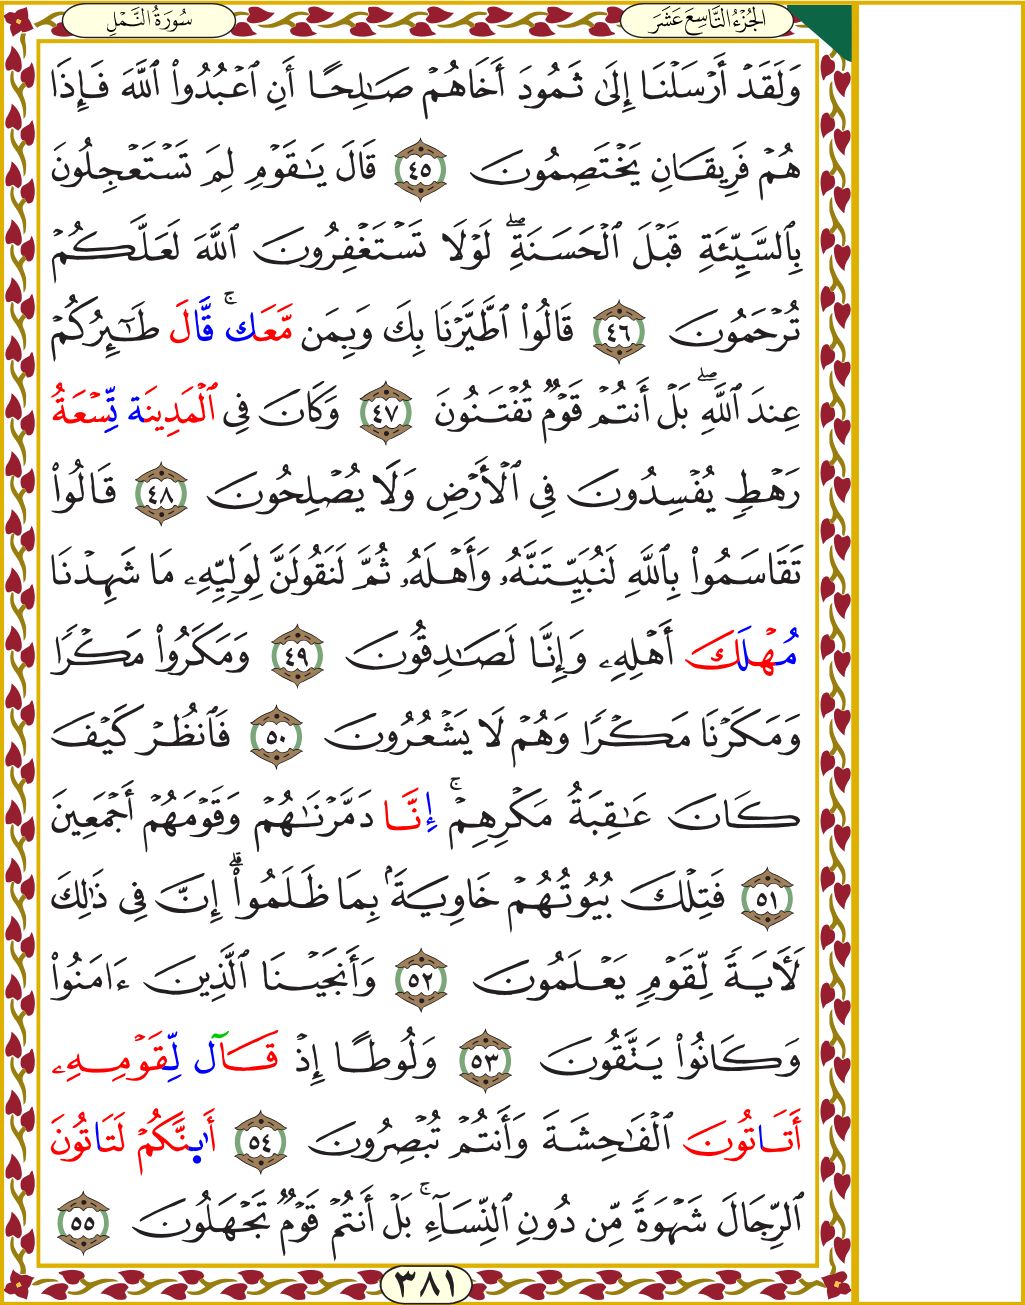 الجُزْءُ التَّاسِعَ عَشَرَ
سُورَةُ النَّمْلِ
وَلَقَدْ أَرْسَلْنَا إِلَىٰ ثَمُودَ أَخَاهُمْ صَـٰلِحًا أَنِ ٱعْبُدُوا۟ ٱللَّهَ فَإِذَا
هُمْ فَرِيقَانِ يَخْتَصِمُونَ ٤٥ قَالَ يَـٰقَوْمِ لِمَ تَسْتَعْجِلُونَ
بِٱلسَّيِّئَةِ قَبْلَ ٱلْحَسَنَةِۖ لَوْلَا تَسْتَغْفِرُونَ ٱللَّهَ لَعَلَّكُمْ
تُرْحَمُونَ ٤٦ قَالُوا۟ ٱطَّيَّرْنَا بِكَ وَبِمَن مَّعَكۚ قَّالَ طَـٰٓئِرُكُمْ
عِندَ ٱللَّهِۖ بَلْ أَنتُمْ قَوْمٌ تُفْتَنُونَ ٤٧ وَكَانَ فِى ٱلْمَدِينَة تِّسْعَةُ
رَهْطٍ يُفْسِدُونَ فِى ٱلْأَرْضِ وَلَا يُصْلِحُونَ ٤٨ قَالُوا۟
تَقَاسَمُوا۟ بِٱللَّهِ لَنُبَيِّتَنَّهُۥ وَأَهْلَهُۥ ثُمَّ لَنَقُولَنَّ لِوَلِيِّهِۦ مَا شَهِدْنَا
مُهْلَكَ أَهْلِهِۦ وَإِنَّا لَصَـٰدِقُونَ ٤٩ وَمَكَرُوا۟ مَكْرًا
وَمَكَرْنَا مَكْرًا وَهُمْ لَا يَشْعُرُونَ ٥٠ فَٱنظُرْ كَيْفَ
كَانَ عَـٰقِبَةُ مَكْرِهِمْۚ إِنَّا دَمَّرْنَـٰهُمْ وَقَوْمَهُمْ أَجْمَعِينَ
٥١ فَتِلْكَ بُيُوتُهُمْ خَاوِيَةَۢ بِمَا ظَلَمُوٓا۟ۗ إِنَّ فِى ذَٰلِكَ
لَـَٔايَةً لِّقَوْمٍ يَعْلَمُونَ ٥٢ وَأَنجَيْنَا ٱلَّذِينَ ءَامَنُوا۟
وَكَانُوا۟ يَتَّقُونَ ٥٣ وَلُوطًا إِذْ قَالَٓ لِّقَوْمِهِۦ
أَتَاتُونَ ٱلْفَـٰحِشَةَ وَأَنتُمْ تُبْصِرُونَ ٥٤ أَىِٕنَّكُمْ لَتَاتُونَ
ٱلرِّجَالَ شَهْوَةً مِّن دُونِ ٱلنِّسَآءِۚ بَلْ أَنتُمْ قَوْمٌ تَجْهَلُونَ ٥٥
٣٨١